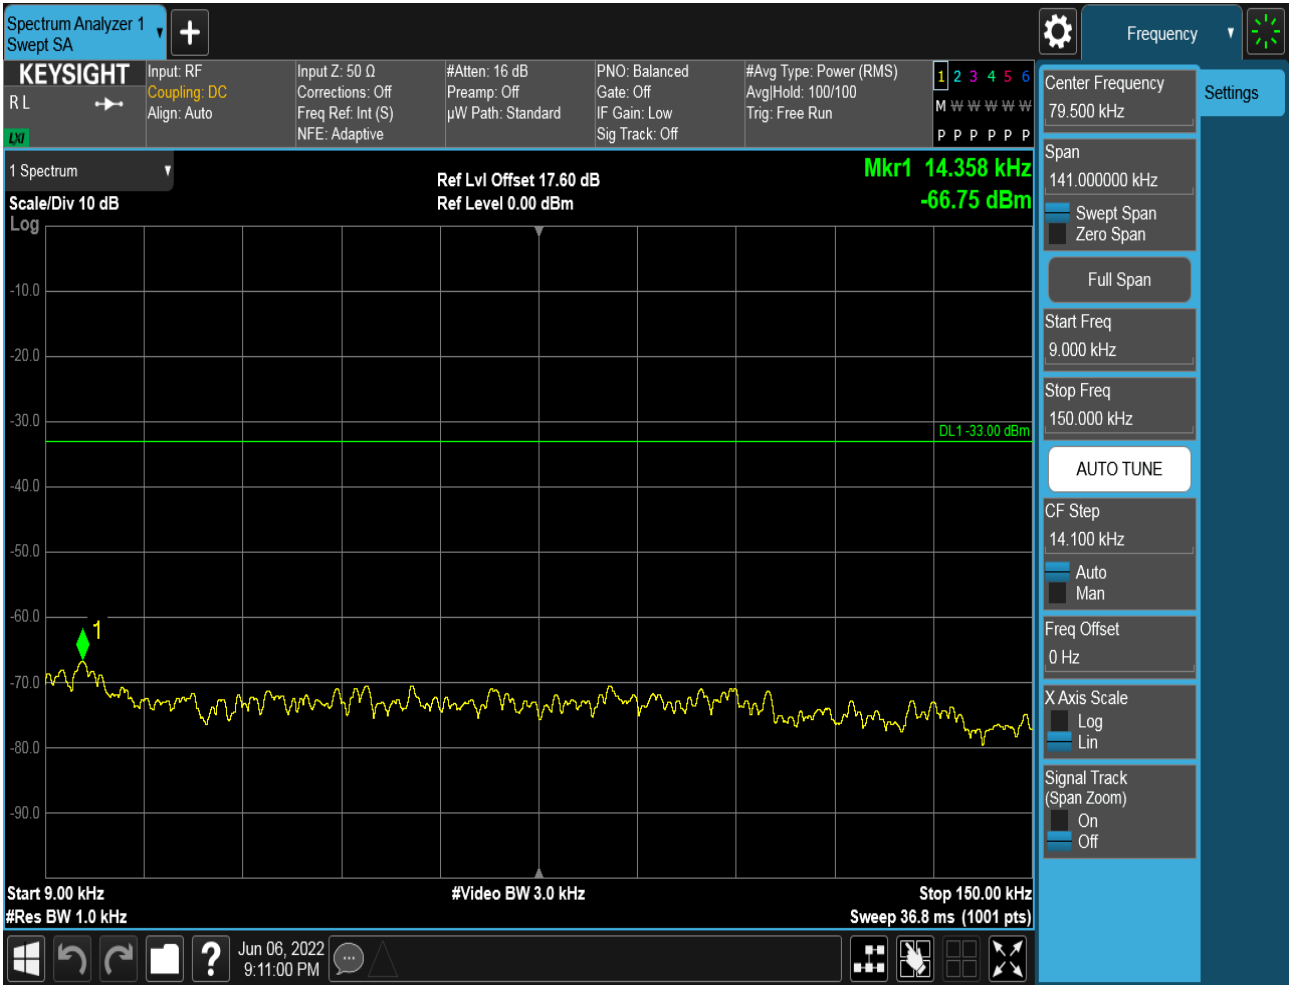 Spectrum Analyzer 1
Swept SA
+
Frequency
KEYSIGHT
R L
LXI
Input: RF
Coupling: DC
Align: Auto
Input Z: 50 Ω
Corrections: Off
Freq Ref: Int (S)
NFE: Adaptive
#Atten: 16 dB
Preamp: Off
µW Path: Standard
PNO: Balanced
Gate: Off
IF Gain: Low
Sig Track: Off
#Avg Type: Power (RMS)
Avg|Hold: 100/100
Trig: Free Run
1 2 3 4 5 6
M W W W W W
P P P P P P
1 Spectrum
Scale/Div 10 dB
Log
Ref Lvl Offset 17.60 dB
Ref Level 0.00 dBm
Mkr1 14.358 kHz
-66.75 dBm
-10.0
-20.0
-30.0
DL1 -33.00 dBm
-40.0
-50.0
-60.0
1
-70.0
-80.0
-90.0
Start 9.00 kHz
#Res BW 1.0 kHz
#Video BW 3.0 kHz
Stop 150.00 kHz
Sweep 36.8 ms (1001 pts)
?
Jun 06, 2022
9:11:00 PM
Center Frequency
79.500 kHz
Span
141.000000 kHz
Swept Span
Zero Span
Full Span
Start Freq
9.000 kHz
Stop Freq
150.000 kHz
AUTO TUNE
CF Step
14.100 kHz
Auto
Man
Freq Offset
0 Hz
X Axis Scale
Log
Lin
Signal Track
(Span Zoom)
On
Off
Settings